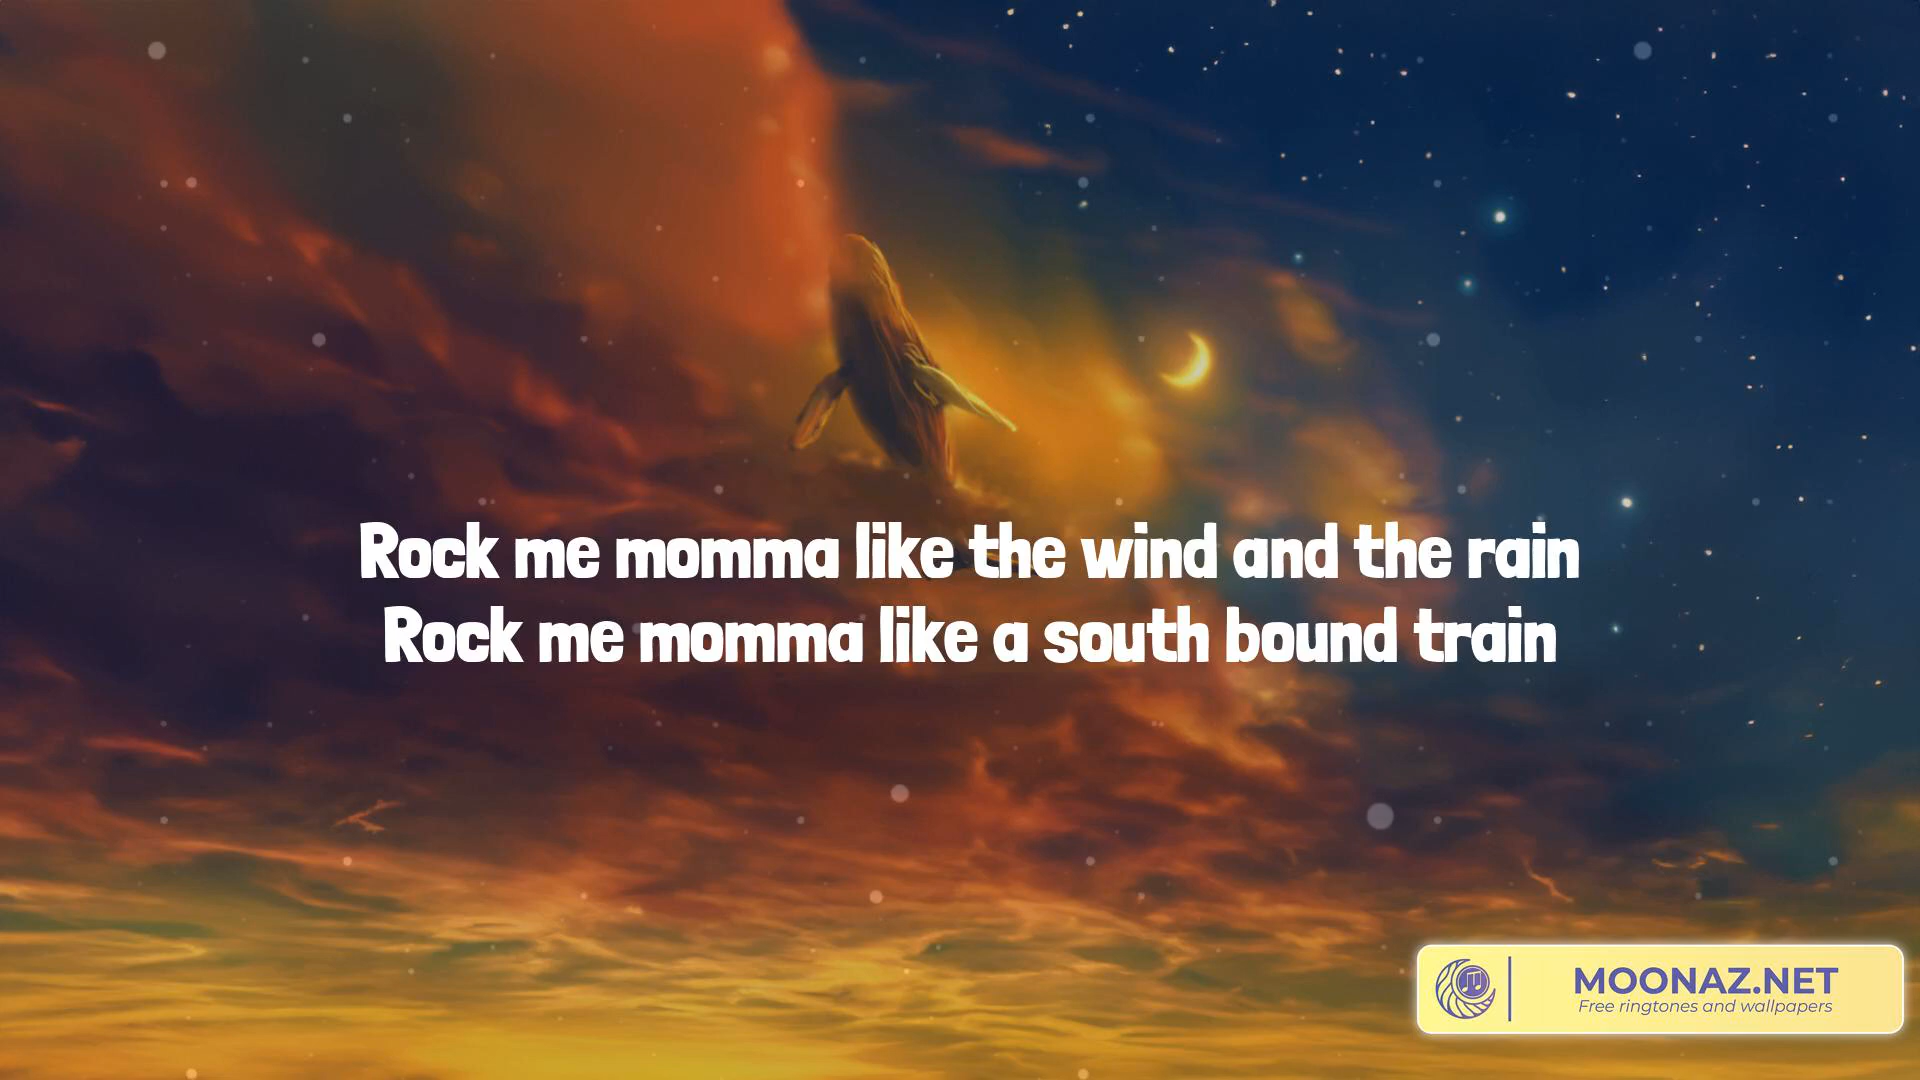 Rock me momma like the wind and the rain
Rock me momma like a south bound train
MOONAZ.NET
Free ringtones and wallpapers